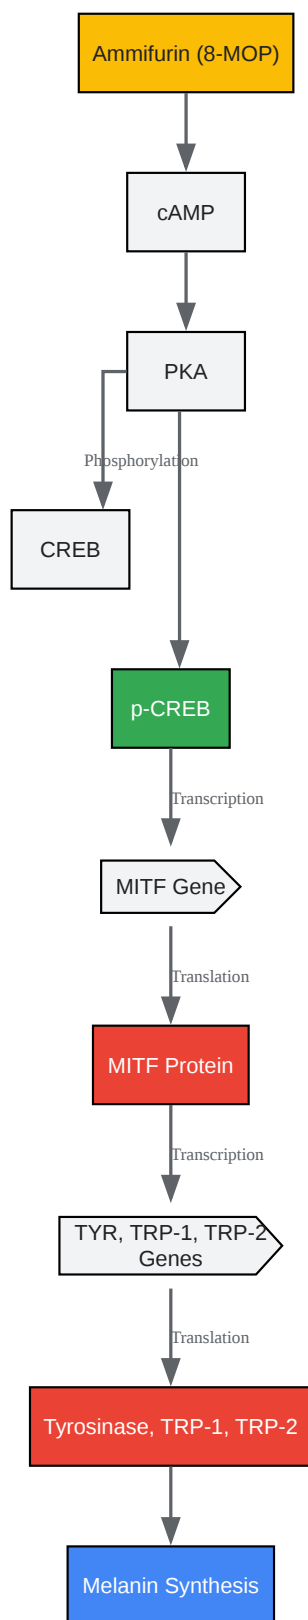 Ammifurin (8-MOP)
cAMP
PKA
Phosphorylation
CREB
p-CREB
Transcription
MITF Gene
Translation
MITF Protein
Transcription
TYR, TRP-1, TRP-2
Genes
Translation
Tyrosinase, TRP-1, TRP-2
Melanin Synthesis